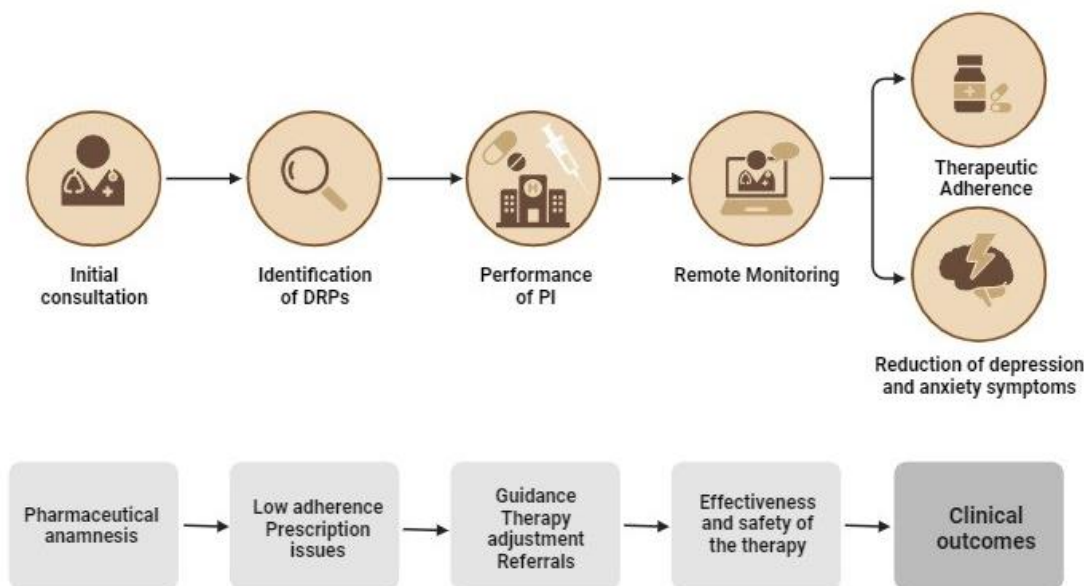 Initial
consultation
Identification
of DRPs
H
Performance
of PI
Remote Monitoring
Therapeutic
Adherence
Reduction of depression
and anxiety symptoms
Pharmaceutical
anamnesis
Low adherence
Prescription
issues
Guidance
Therapy
adjustment
Referrals
Effectiveness
and safety of
the therapy
Clinical
outcomes